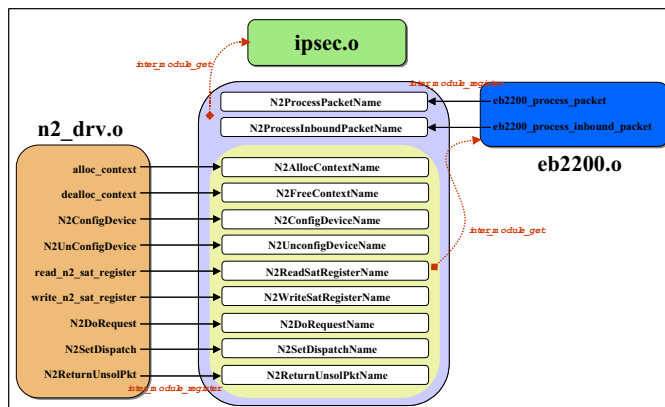 ipsec.o
inter_module_get
inter_module_register
N2ProcessPacketName
eb2200_process_packet
N2ProcessInboundPacketName
eb2200_process_inbound_packet
n2_drv.o
eb2200.o
alloc_context
N2AllocContextName
dealloc_context
N2FreeContextName
N2ConfigDevice
N2ConfigDeviceName
inter_module_get
N2UnConfigDevice
N2UnconfigDeviceName
read_n2_sat_register
N2ReadSatRegisterName
write_n2_sat_register
N2WriteSatRegisterName
N2DoRequest
N2DoRequestName
N2SetDispatch
N2SetDispatchName
N2ReturnUnsolPkt
N2ReturnUnsolPktName
inter_module_register